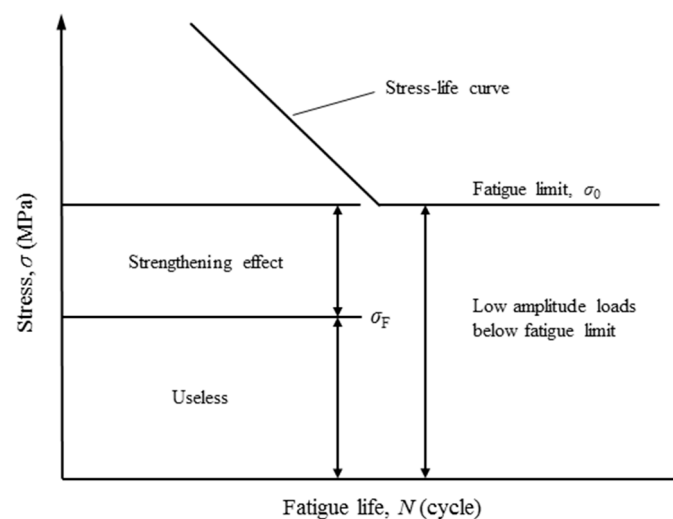 Stress-life curve
Fatigue limit, σ0
Strengthening effect
Low amplitude loads
below fatigue limit
σF
Useless
Stress, σ (MPa)
Fatigue life, N (cycle)